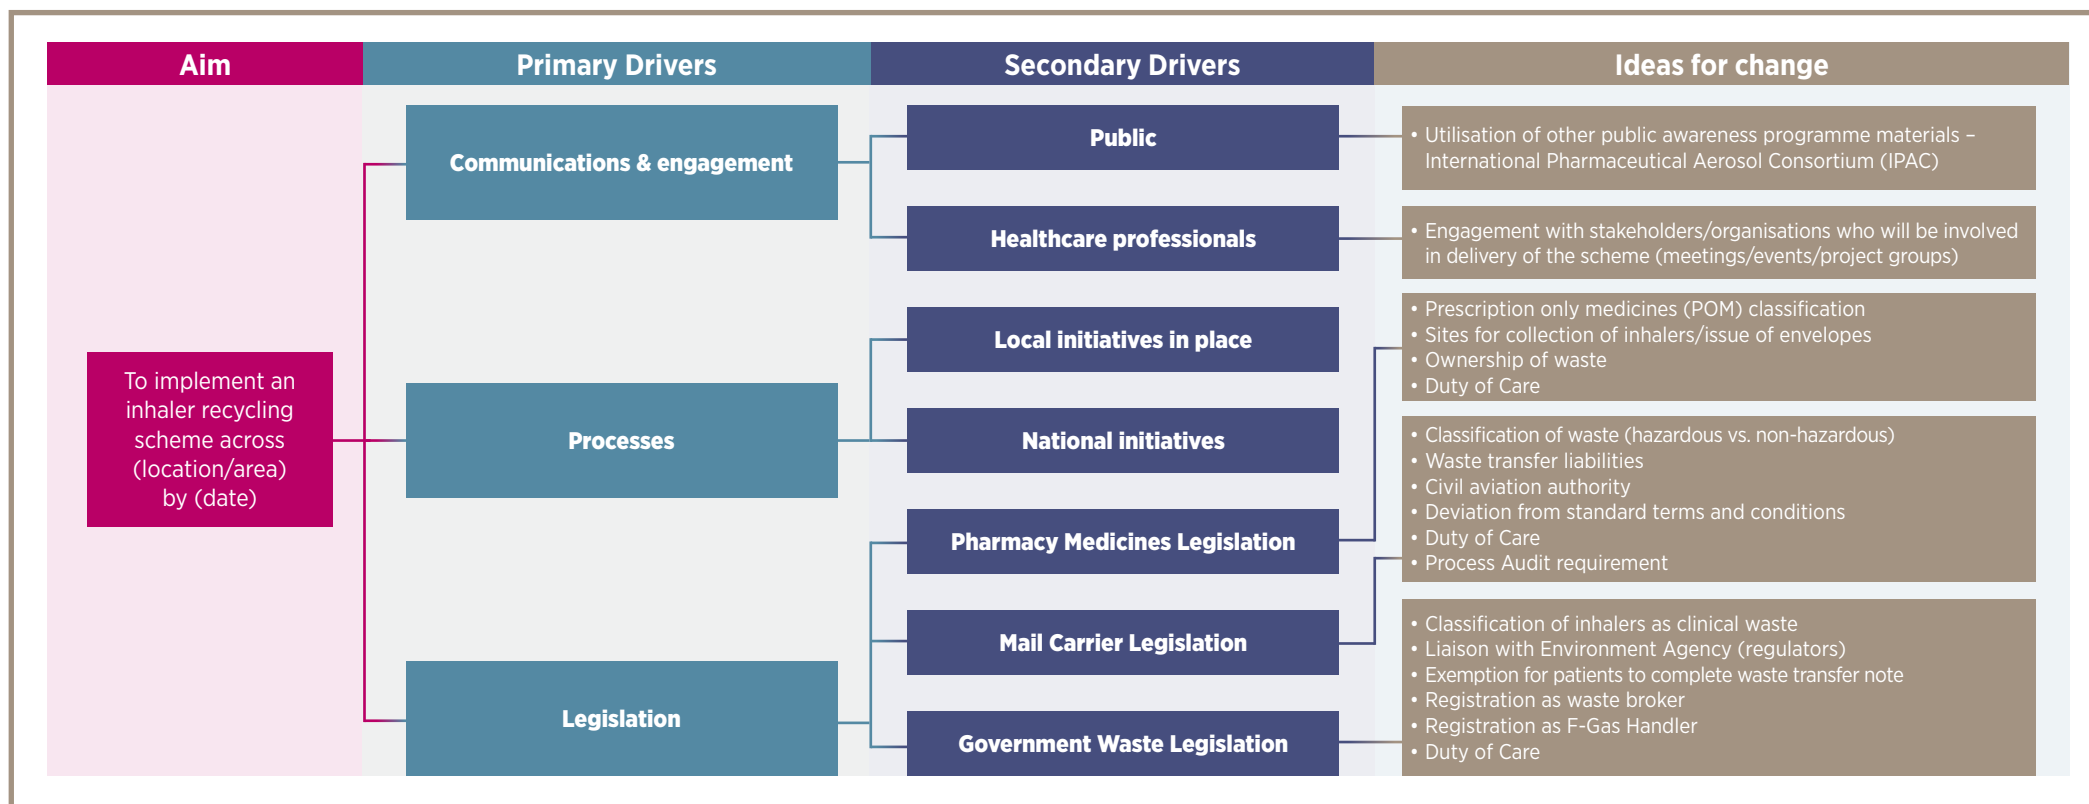 Aim
Primary Drivers
Secondary Drivers
Ideas for change
To implement an
inhaler recycling
scheme across
(location/area)
by (date)
Communications & engagement
Processes
Legislation
Public
Healthcare professionals
Local initiatives in place
National initiatives
Pharmacy Medicines Legislation
Mail Carrier Legislation
Government Waste Legislation
• Utilisation of other public awareness programme materials –
International Pharmaceutical Aerosol Consortium (IPAC)
• Engagement with stakeholders/organisations who will be involved
in delivery of the scheme (meetings/events/project groups)
• Prescription only medicines (POM) classification
• Sites for collection of inhalers/issue of envelopes
• Ownership of waste
• Duty of Care
• Classification of waste (hazardous vs. non-hazardous)
• Waste transfer liabilities
• Civil aviation authority
• Deviation from standard terms and conditions
• Duty of Care
• Process Audit requirement
• Classification of inhalers as clinical waste
• Liaison with Environment Agency (regulators)
• Exemption for patients to complete waste transfer note
• Registration as waste broker
• Registration as F-Gas Handler
• Duty of Care